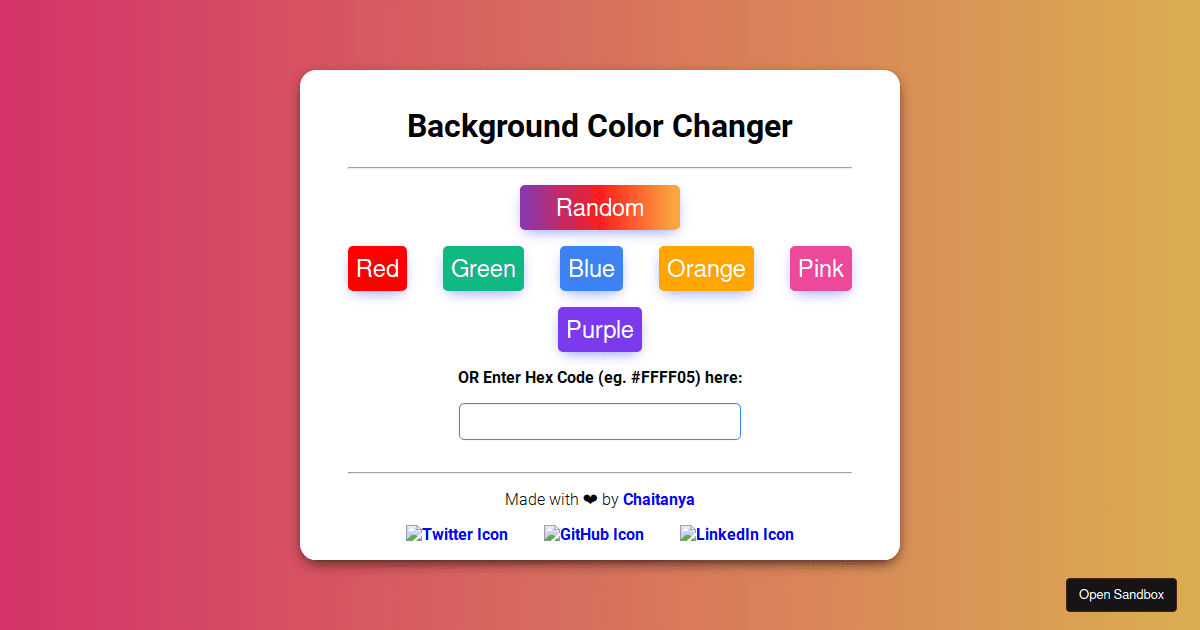 Background Color Changer
Random
Red Green Blue Orange Pink
Purple
OR Enter Hex Code (eg. #FFFF05) here:
Made with ❤ by Chaitanya
Twitter Icon GitHub Icon LinkedIn Icon
Open Sandbox